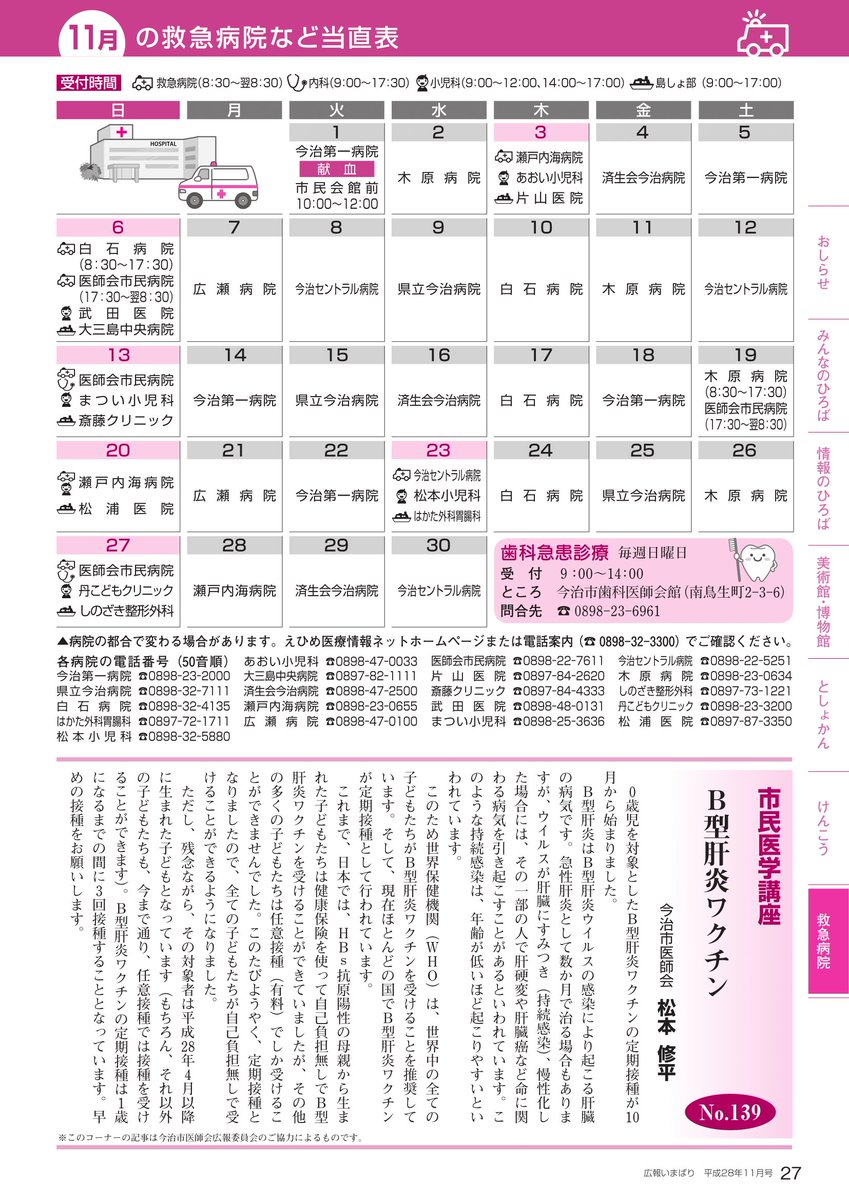 11月 の救急病院など当直表
受付時間 救急病院(8:30〜翌8:30) 内科(9:00〜17:30) 小児科(9:00〜12:00、14:00〜17:00) 島しょ部 (9:00〜17:00)
日 月 火 水 木 金 土
HOSPITAL
1
今治第一病院
献血
市民会館前
10:00〜12:00
2
木原病院
3
瀬戸内海病院
あおい小児科
片山医院
4
済生会今治病院
5
今治第一病院
6
白石病院
(8:30〜17:30)
医師会市民病院
(17:30〜翌8:30)
武田医院
大三島中央病院
7
広瀬病院
8
今治セントラル病院
9
県立今治病院
10
白石病院
11
木原病院
12
今治セントラル病院
13
医師会市民病院
まつい小児科
斎藤クリニック
14
今治第一病院
15
県立今治病院
16
済生会今治病院
17
白石病院
18
今治第一病院
19
木原病院
(8:30〜17:30)
医師会市民病院
(17:30〜翌8:30)
20
瀬戸内海病院
松浦医院
21
広瀬病院
22
今治第一病院
23
今治セントラル病院
松本小児科
はかた外科胃腸科
24
白石病院
25
県立今治病院
26
木原病院
27
医師会市民病院
丹こどもクリニック
しのざき整形外科
28
瀬戸内海病院
29
済生会今治病院
30
今治セントラル病院
歯科急患診療 毎週日曜日
受付 9:00〜14:00
ところ 今治市歯科医師会館(南鳥生町2-3-6)
問合先 ☎0898-23-6961
▲病院の都合で変わる場合があります。えひめ医療情報ネットホームページまたは電話案内(☎0898-32-3300)でご確認ください。
各病院の電話番号(50音順) あおい小児科 ☎0898-47-0033 医師会市民病院 ☎0898-22-7611 今治セントラル病院 ☎0898-22-5251
今治第一病院 ☎0898-23-2000 大三島中央病院 ☎0897-82-1111 片山医院 ☎0897-84-2620 木原病院 ☎0898-23-0634
県立今治病院 ☎0898-32-7111 済生会今治病院 ☎0898-47-2500 斎藤クリニック ☎0897-84-4333 しのざき整形外科 ☎0897-73-1221
白石病院 ☎0898-32-4135 瀬戸内海病院 ☎0898-23-0655 武田医院 ☎0898-48-0131 丹こどもクリニック ☎0898-23-3200
はかた外科胃腸科 ☎0897-72-1711 広瀬病院 ☎0898-47-0100 まつい小児科 ☎0898-25-3636 松浦医院 ☎0897-87-3350
松本小児科 ☎0898-32-5880
市民医学講座
B型肝炎ワクチン
今治市医師会 松本 修平
No.139
0歳児を対象としたB型肝炎ワクチンの定期接種が10
月から始まりました。
B型肝炎はB型肝炎ウイルスの感染により起こる肝臓
の病気です。急性肝炎として数か月で治る場合もありま
すが、ウイルスが肝臓にすみつき(持続感染)、慢性化し
た場合には、その一部の人で肝硬変や肝臓癌など命に関
わる病気を引き起こすことがあるといわれています。こ
のような持続感染は、年齢が低いほど起こりやすいとい
われています。
このため世界保健機関(WHO)は、世界中の全ての
子どもたちがB型肝炎ワクチンを受けることを推奨して
います。そして、現在ほとんどの国でB型肝炎ワクチン
が定期接種として行われています。
これまで、日本では、HBs抗原陽性の母親から生ま
れた子どもたちは健康保険を使って自己負担無しでB型
肝炎ワクチンを受けることができていましたが、その他
の多くの子どもたちは任意接種(有料)でしか受けるこ
とができませんでした。このたびようやく、定期接種と
なりましたので、全ての子どもたちが自己負担無しで受
けることができるようになりました。
ただし、残念ながら、その対象者は平成28年4月以降
に生まれた子どもとなっています(もちろん、それ以外
の子どもたちも、今まで通り、任意接種では接種を受け
ることができます)。B型肝炎ワクチンの定期接種は1歳
になるまでの間に3回接種することとなっています。早
めの接種をお願いします。
※このコーナーの記事は今治市医師会広報委員会のご協力によるものです。
おしらせ
みんなのひろば
情報のひろば
美術館・博物館
としょかん
けんこう
救急病院
広報いまばり 平成28年11月号 27